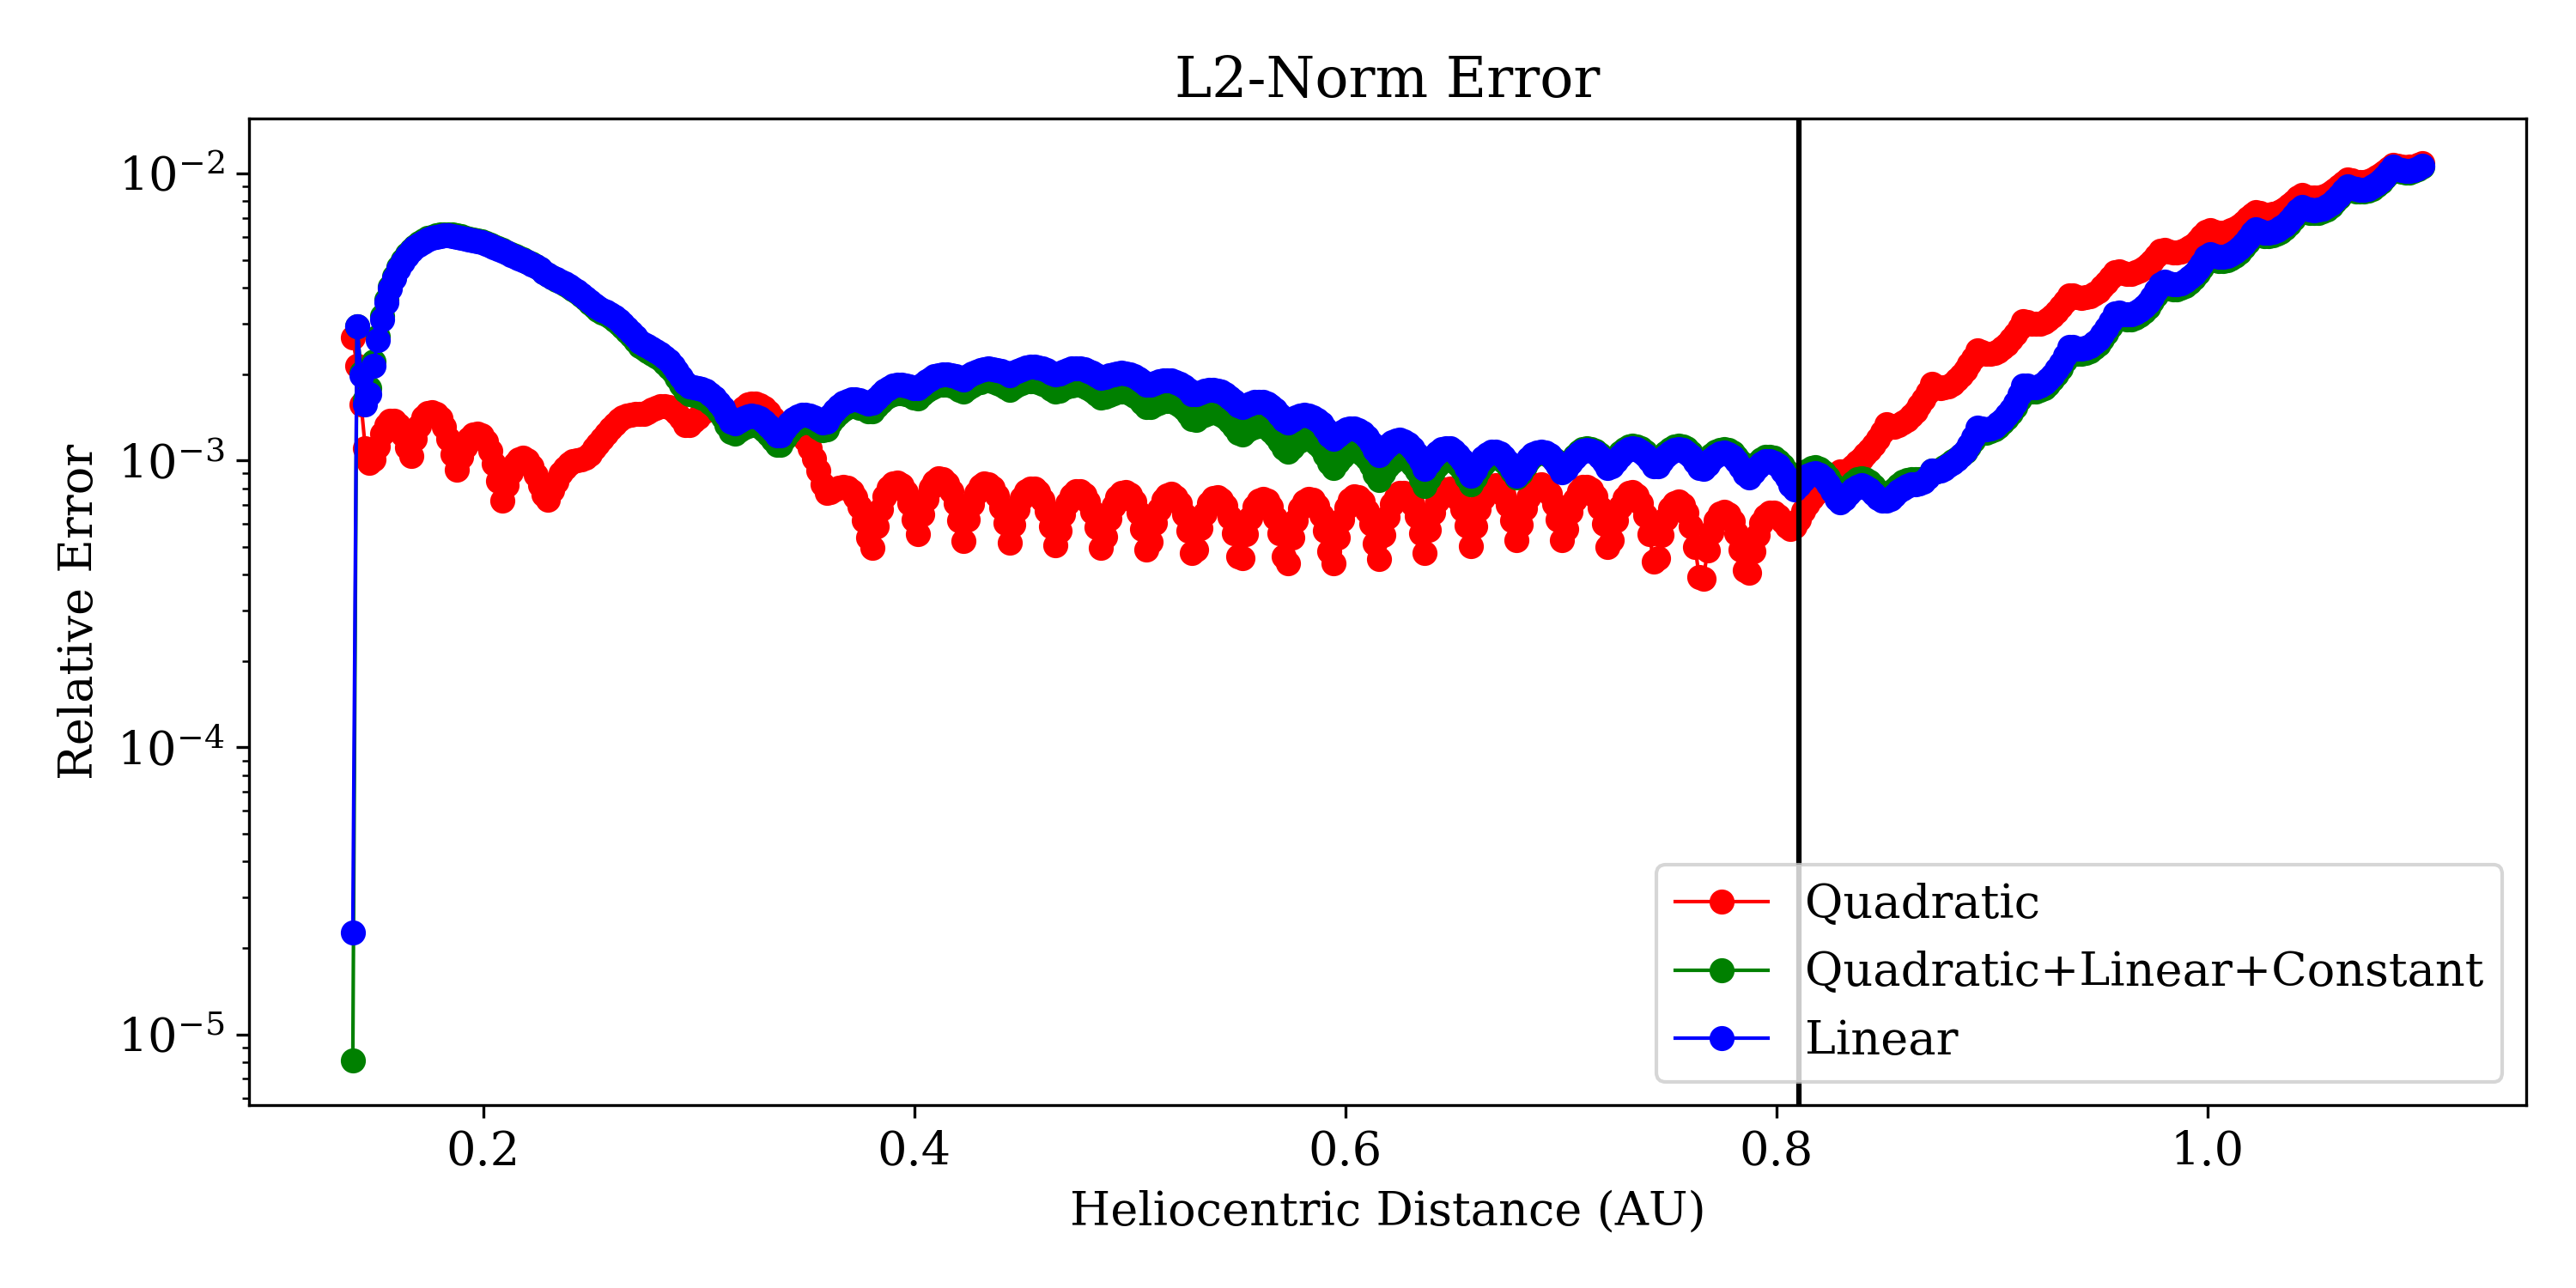 L2-Norm Error
Relative Error
10⁻²
10⁻³
10⁻⁴
10⁻⁵
0.2 0.4 0.6 0.8 1.0
Heliocentric Distance (AU)
Quadratic
Quadratic+Linear+Constant
Linear